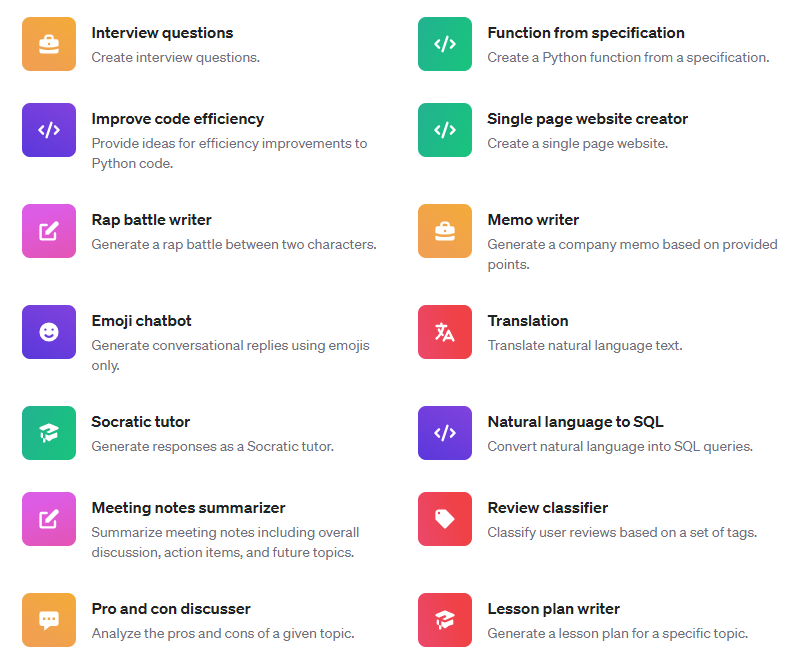 Interview questions
Create interview questions.
Function from specification
Create a Python function from a specification.
Improve code efficiency
Provide ideas for efficiency improvements to
Python code.
Single page website creator
Create a single page website.
Rap battle writer
Generate a rap battle between two characters.
Memo writer
Generate a company memo based on provided
points.
Emoji chatbot
Generate conversational replies using emojis
only.
Translation
Translate natural language text.
Socratic tutor
Generate responses as a Socratic tutor.
Natural language to SQL
Convert natural language into SQL queries.
Meeting notes summarizer
Summarize meeting notes including overall
discussion, action items, and future topics.
Review classifier
Classify user reviews based on a set of tags.
Pro and con discusser
Analyze the pros and cons of a given topic.
Lesson plan writer
Generate a lesson plan for a specific topic.